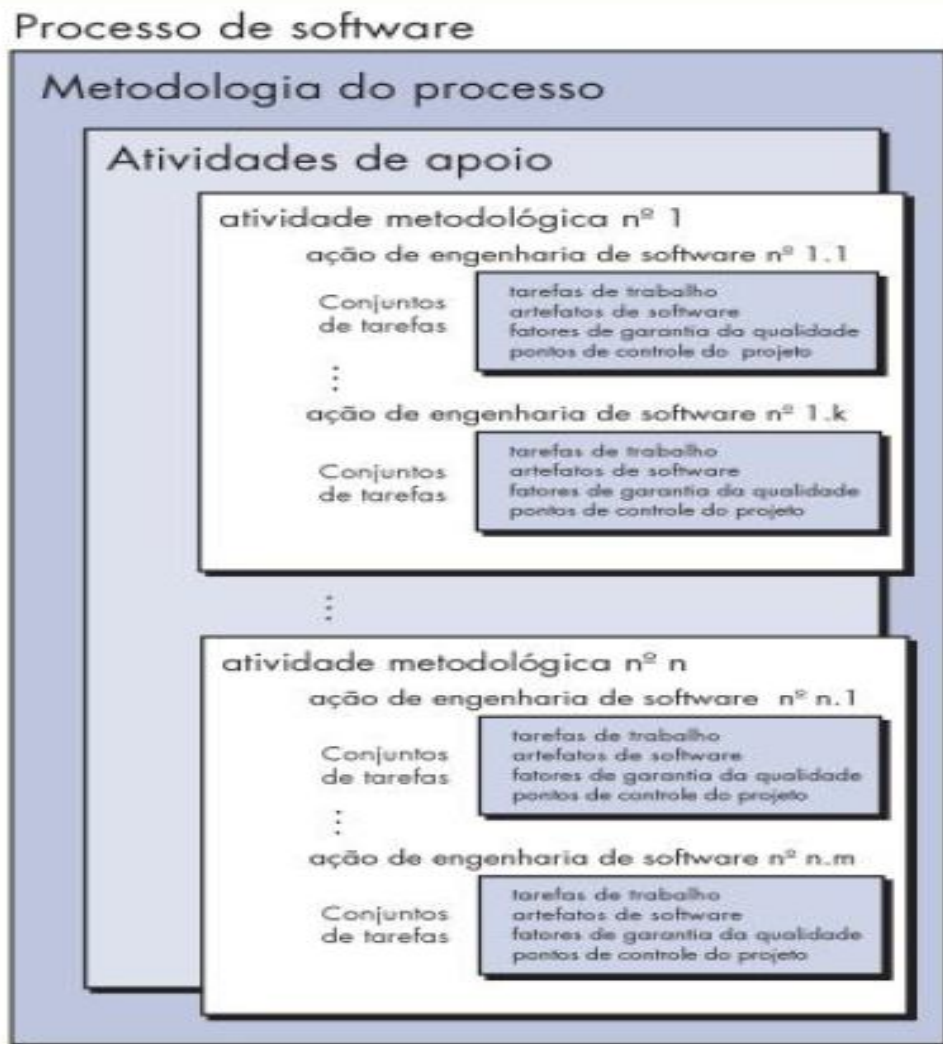 Processo de software
Metodologia do processo
Atividades de apoio
atividade metodológica nº 1
ação de engenharia de software nº 1.1
Conjuntos
de tarefas
tarefas de trabalho
artefatos de software
fatores de garantia da qualidade
pontos de controle do projeto
ação de engenharia de software nº 1.k
Conjuntos
de tarefas
tarefas de trabalho
artefatos de software
fatores de garantia da qualidade
pontos de controle do projeto
atividade metodológica nº n
ação de engenharia de software nº n.1
Conjuntos
de tarefas
tarefas de trabalho
artefatos de software
fatores de garantia da qualidade
pontos de controle do projeto
ação de engenharia de software nº n.m
Conjuntos
de tarefas
tarefas de trabalho
artefatos de software
fatores de garantia da qualidade
pontos de controle do projeto